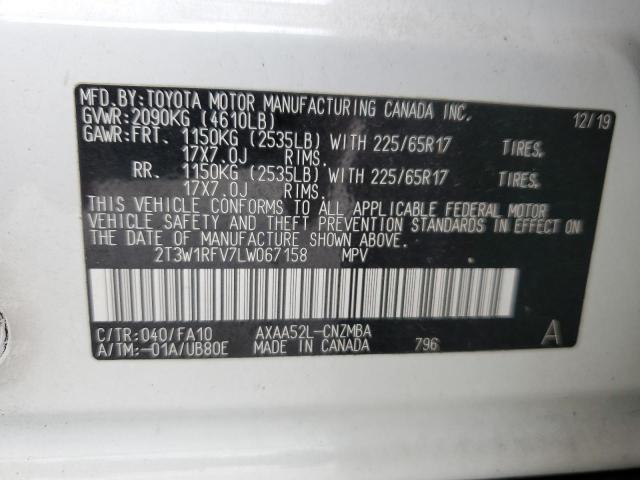 MFD.BY:TOYOTA MOTOR MANUFACTURING CANADA INC. 12/19
GVWR:2090KG (4610LB)
GAWR:FRT. 1150KG (2535LB) WITH 225/65R17 TIRES.
17X7.0J RIMS.
RR. 1150KG (2535LB) WITH 225/65R17 TIRES.
17X7.0J RIMS.
THIS VEHICLE CONFORMS TO ALL APPLICABLE FEDERAL MOTOR
VEHICLE SAFETY AND THEFT PREVENTION STANDARDS IN EFFECT ON
THE DATE OF MANUFACTURE SHOWN ABOVE.
2T3W1RFV7LW067158 MPV
C/TR:040/FA10 AXAA52L-CNZMBA A
A/TM:-01A/UB80E MADE IN CANADA 796